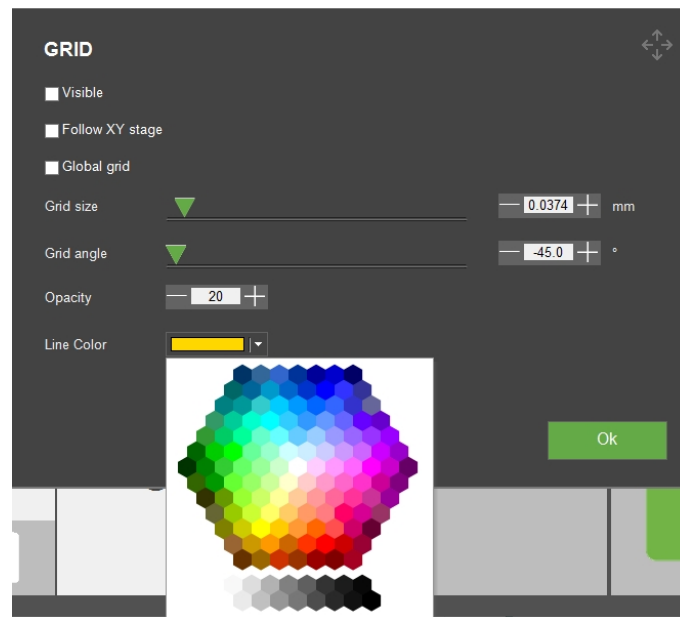 GRID
Visible
Follow XY stage
Global grid
Grid size 0.0374 mm
Grid angle -45.0 °
Opacity 20
Line Color
Ok